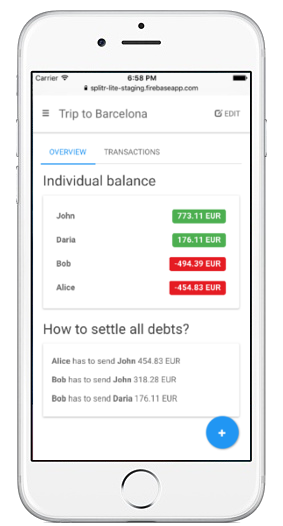 Carrier 6:58 PM
splitr-lite-staging.firebaseapp.com
Trip to Barcelona EDIT
OVERVIEW TRANSACTIONS
Individual balance
John 773.11 EUR
Daria 176.11 EUR
Bob -494.39 EUR
Alice -454.83 EUR
How to settle all debts?
Alice has to send John 454.83 EUR
Bob has to send John 318.28 EUR
Bob has to send Daria 176.11 EUR
+